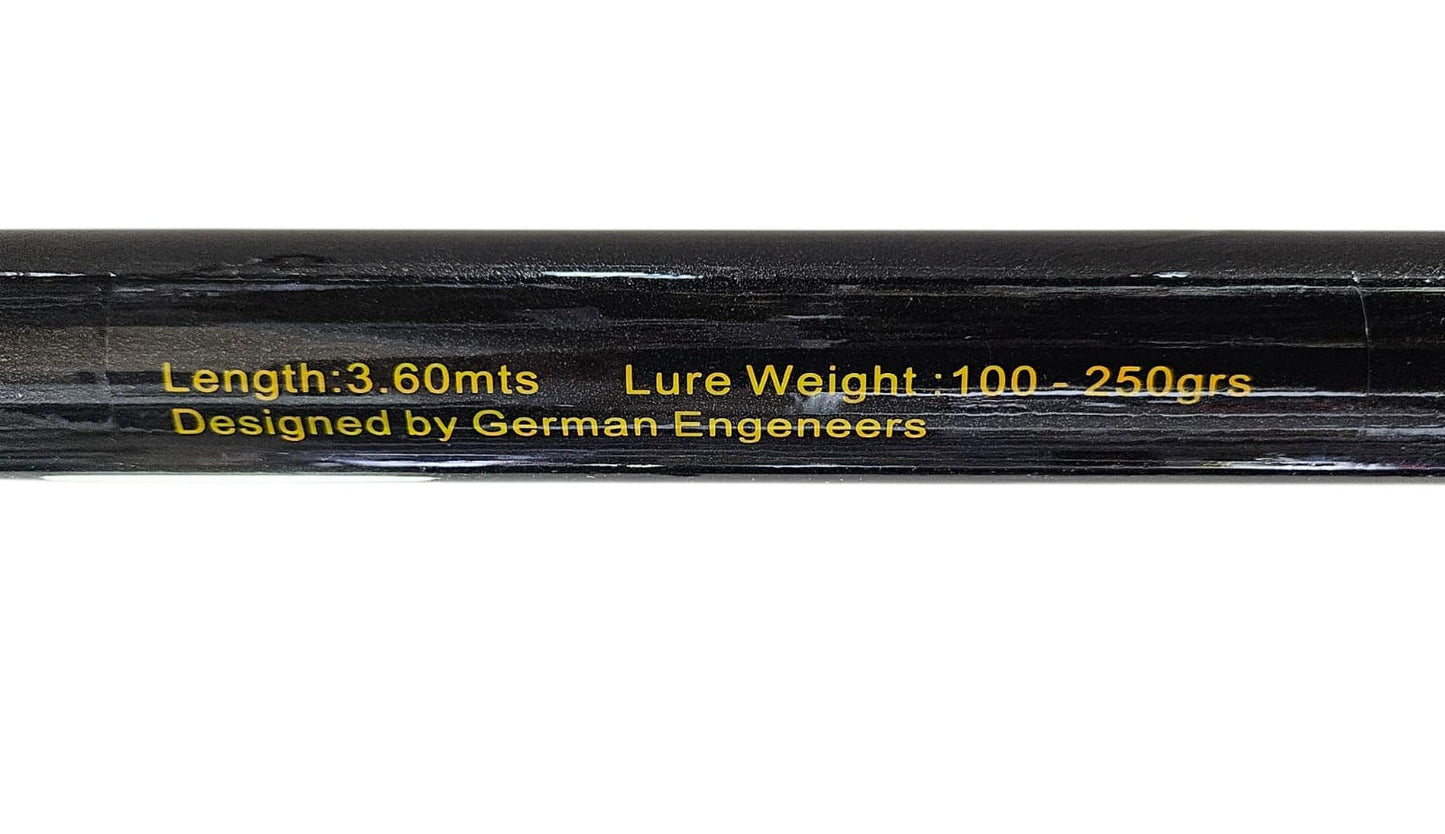 Length:3.60mts Lure Weight :100 - 250grs
Designed by German Engeneers